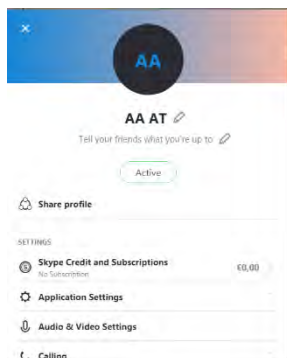 AA
AA AT
Tell your friends what you're up to
Active
Share profile
SETTINGS
Skype Credit and Subscriptions
€0,00
No Subscription
Application Settings
Audio & Video Settings
Calling